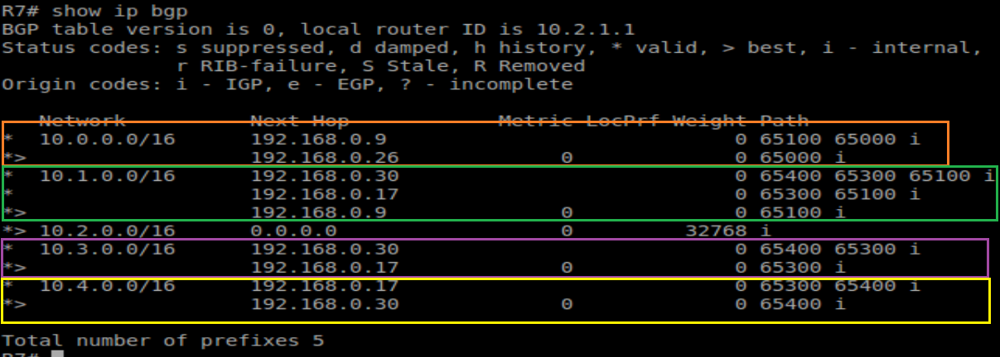 R7# show ip bgp
BGP table version is 0, local router ID is 10.2.1.1
Status codes: s suppressed, d damped, h history, * valid, > best, i - internal,
              r RIB-failure, S Stale, R Removed
Origin codes: i - IGP, e - EGP, ? - incomplete

   Network          Next Hop            Metric LocPrf Weight Path
*  10.0.0.0/16      192.168.0.9                            0 65100 65000 i
*>                  192.168.0.26             0             0 65000 i
*  10.1.0.0/16      192.168.0.30                           0 65400 65300 65100 i
*                   192.168.0.17                           0 65300 65100 i
*>                  192.168.0.9              0             0 65100 i
*> 10.2.0.0/16      0.0.0.0                  0         32768 i
*  10.3.0.0/16      192.168.0.30                           0 65400 65300 i
*>                  192.168.0.17             0             0 65300 i
*  10.4.0.0/16      192.168.0.17                           0 65300 65400 i
*>                  192.168.0.30             0             0 65400 i

Total number of prefixes 5
R7#